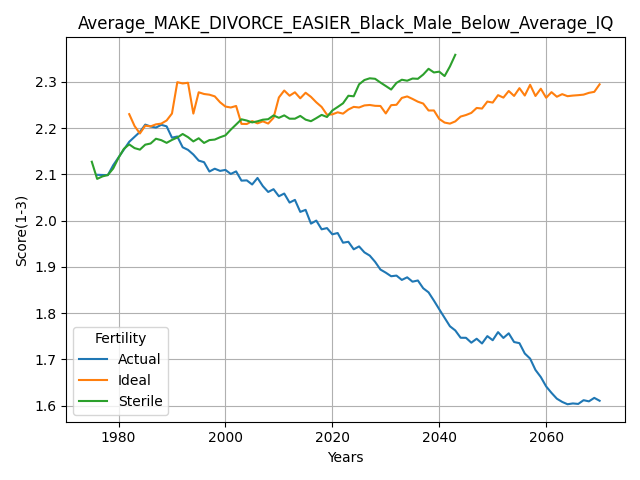 Average_MAKE_DIVORCE_EASIER_Black_Male_Below_Average_IQ
Score(1-3)
2.3
2.2
2.1
2.0
1.9
1.8
1.7
1.6
Fertility
Actual
Ideal
Sterile
1980 2000 2020 2040 2060
Years